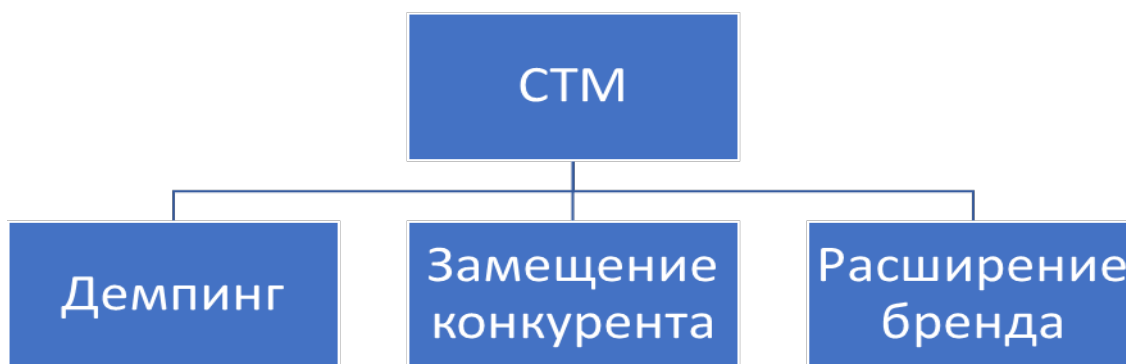 СТМ
Демпинг
Замещение
конкурента
Расширение
бренда